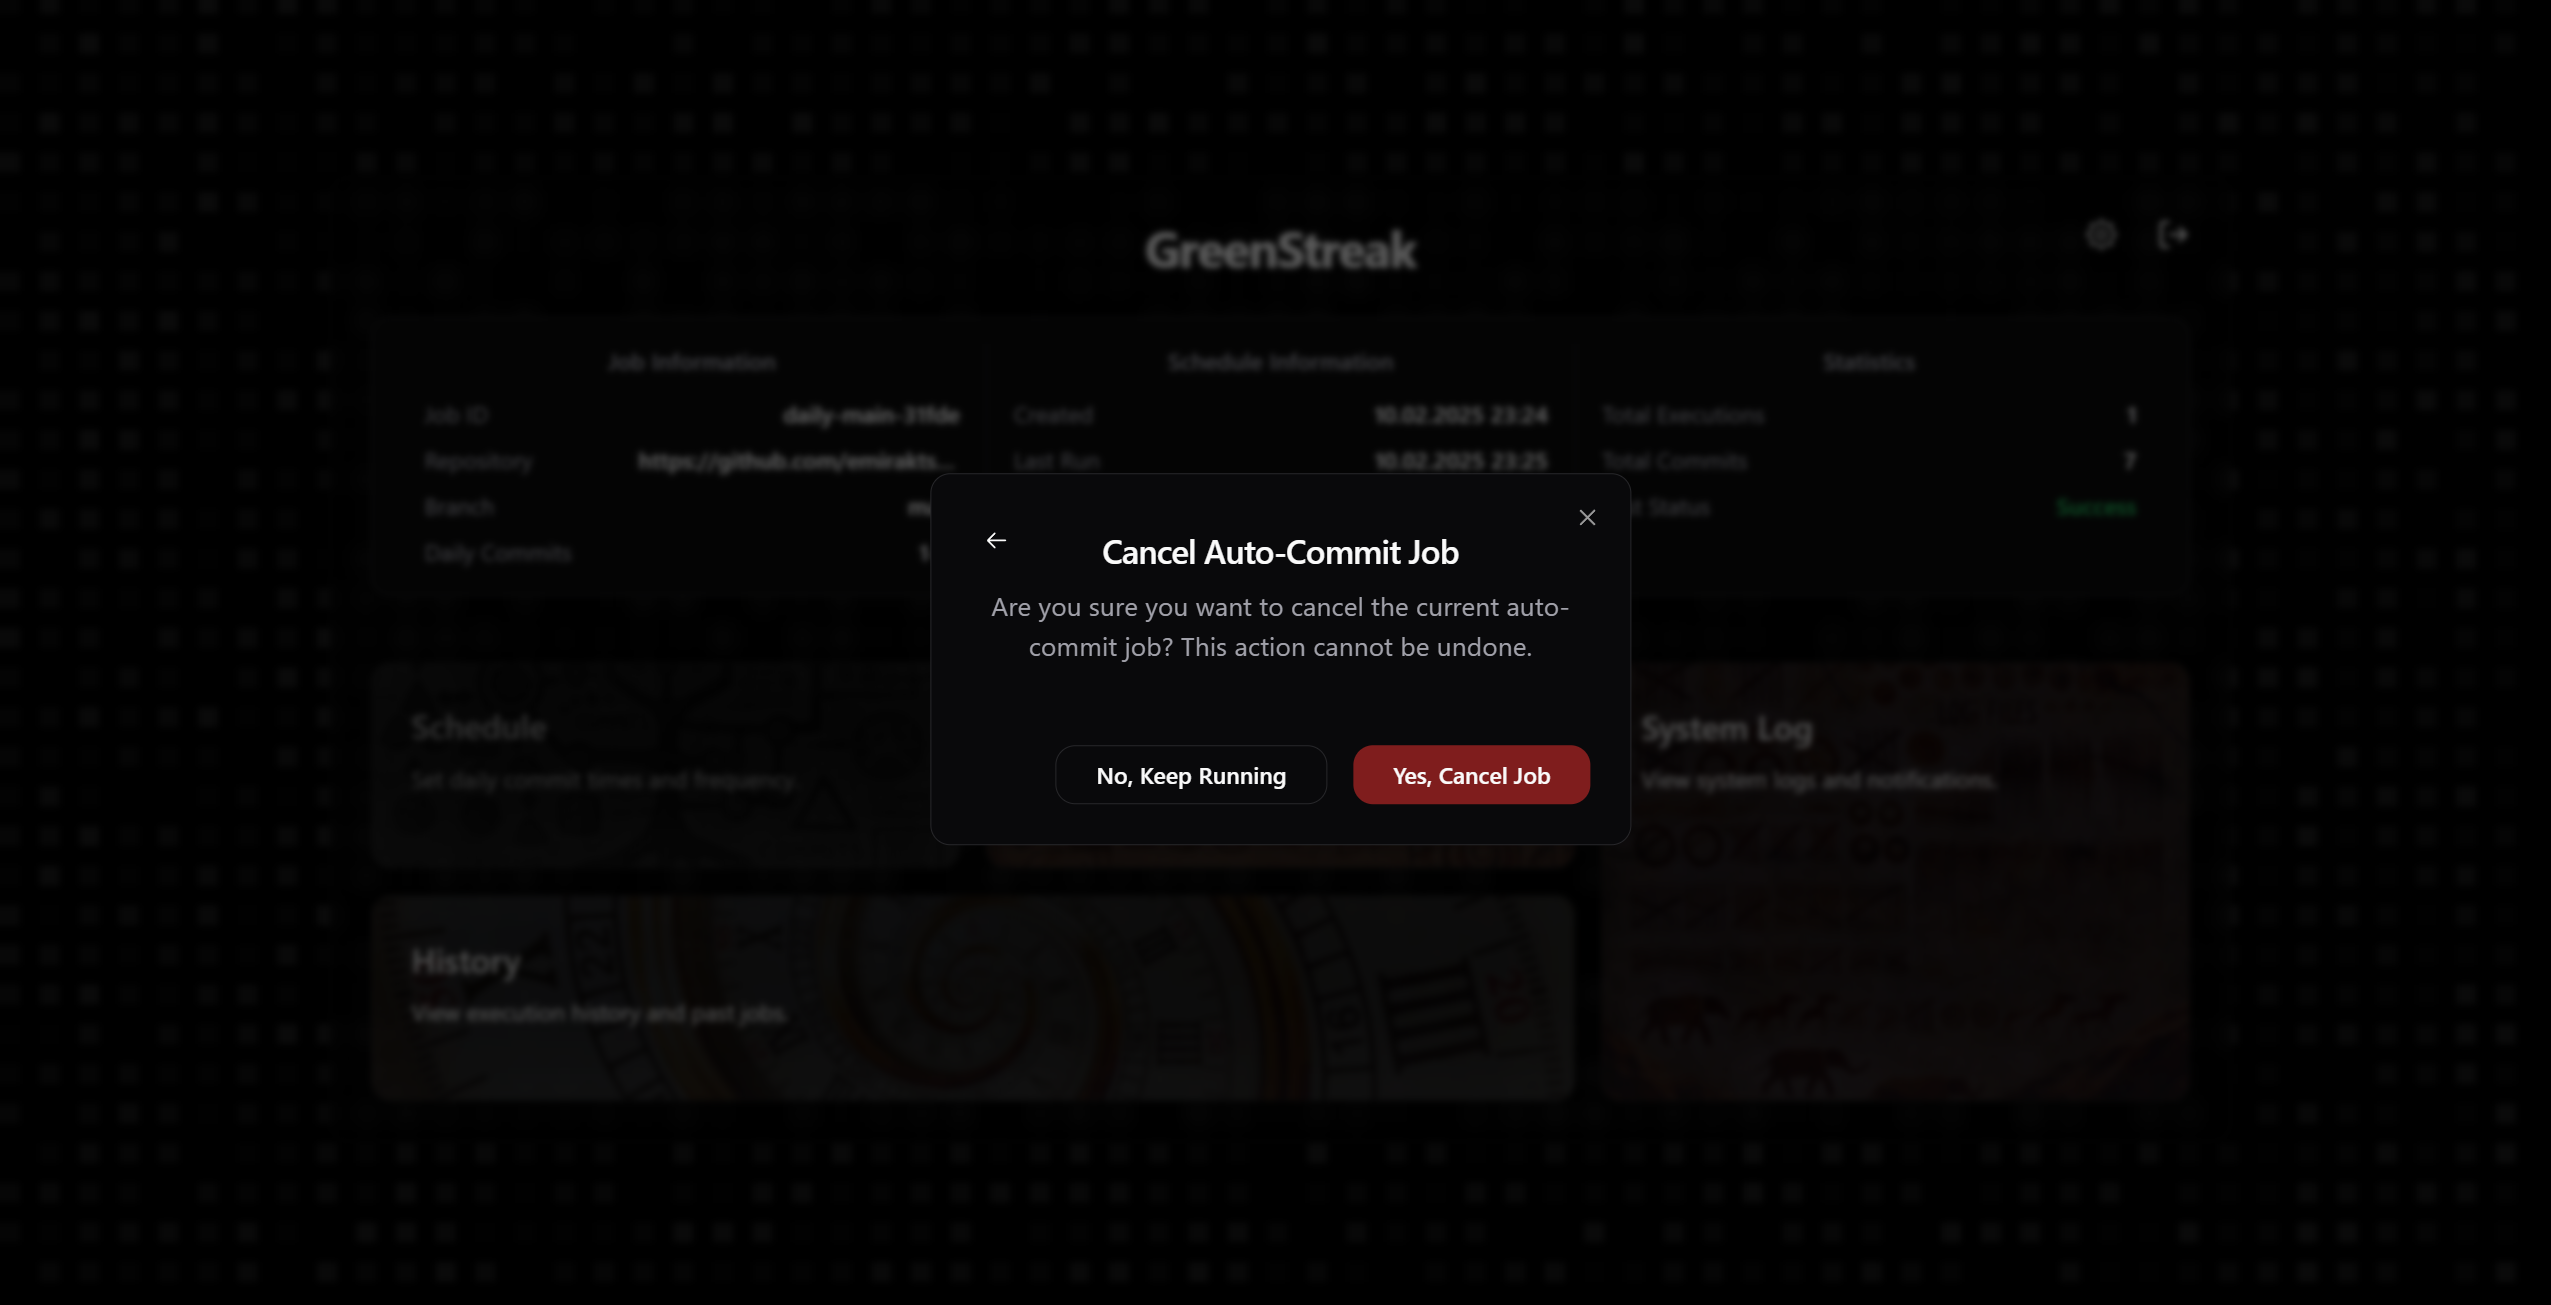 GreenStreak
Job Information
Job ID daily-main-31fde
Repository https://github.com/emirakts...
Branch
Daily Commits
Schedule Information
Created 10.02.2025 23:24
Last Run 10.02.2025 23:25
Statistics
Total Executions 1
Total Commits 7
Status Success
Cancel Auto-Commit Job
Are you sure you want to cancel the current auto-
commit job? This action cannot be undone.
No, Keep Running
Yes, Cancel Job
Schedule
Set daily commit times and frequency.
System Log
View system logs and notifications.
History
View execution history and past jobs.